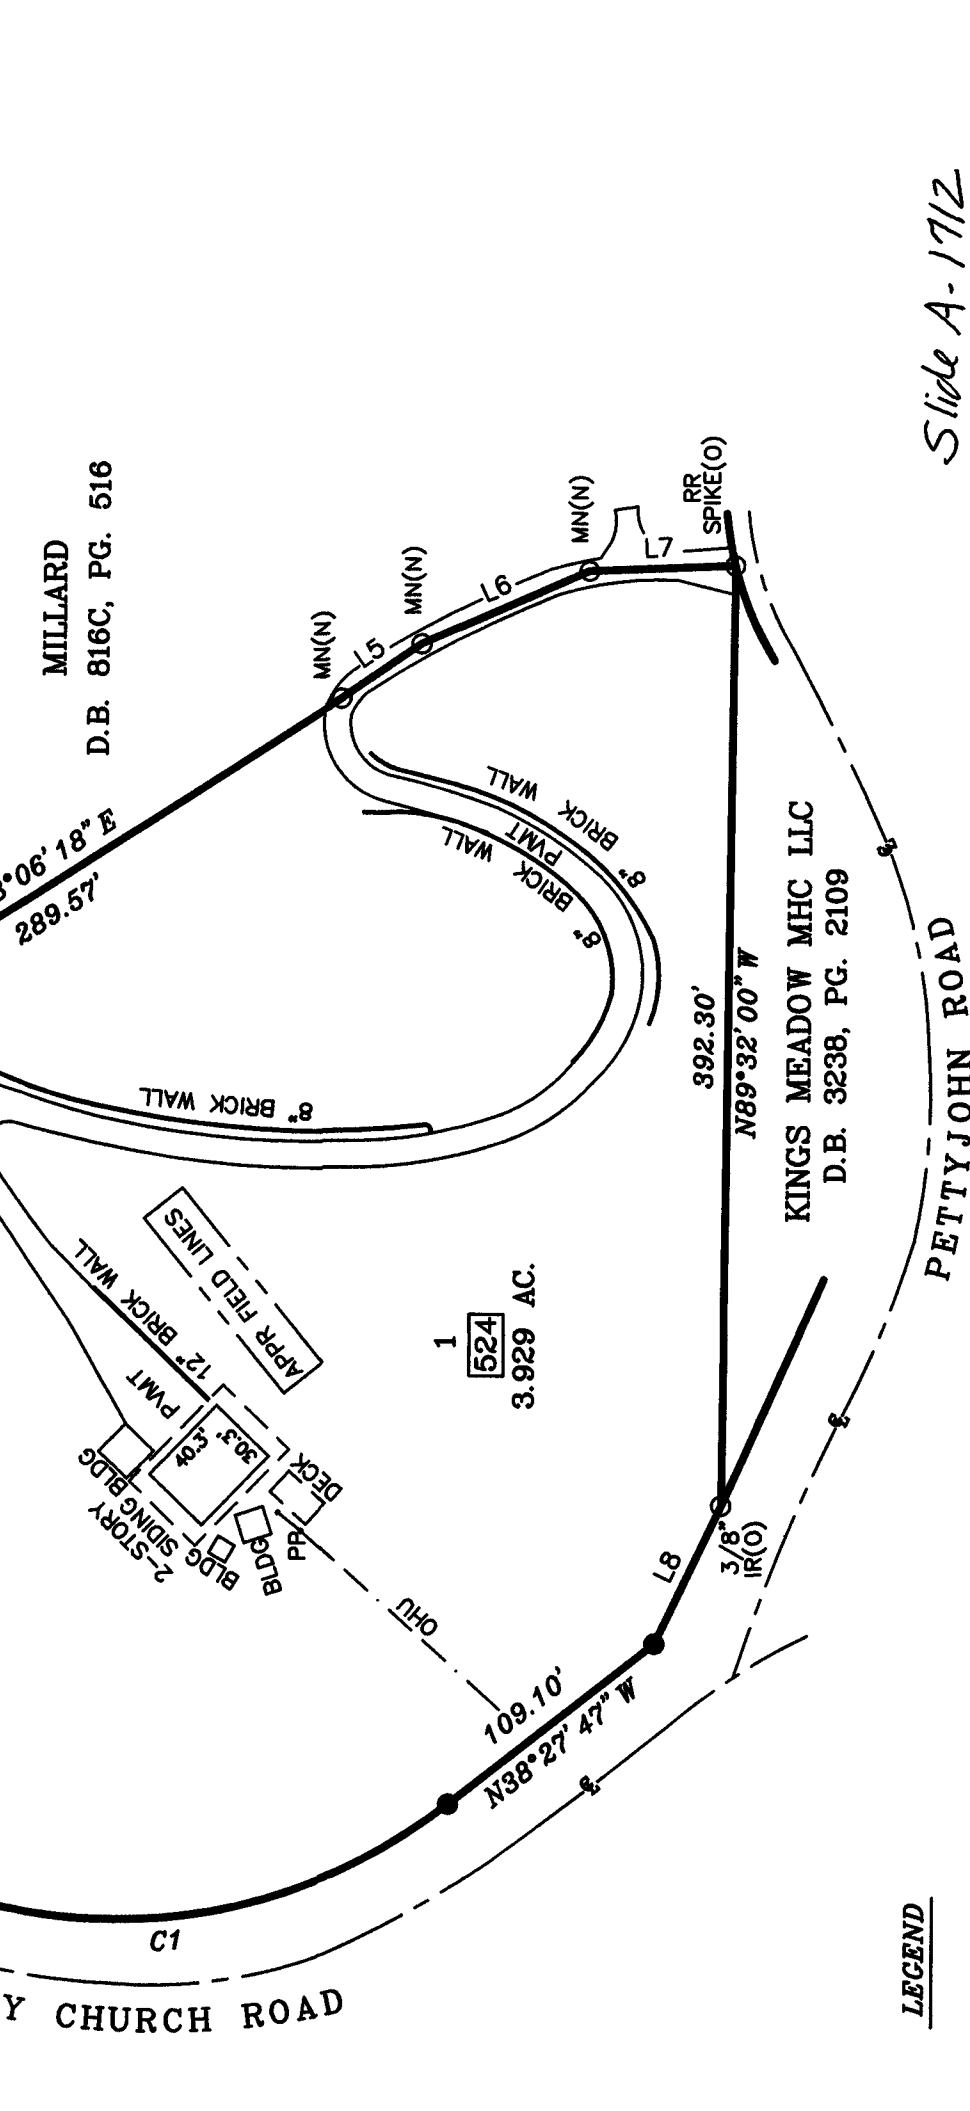 Slide A-1712
MILLARD
D.B. 816C, PG. 516
RR
SPIKE(O)
MN(N)
MN(N)
MN(N)
L7
L6
L5
8°06'18" E
289.57'
8" BRICK WALL
PVMT
8" BRICK WALL
8" BRICK WALL
392.30'
N89°32'00" W
KINGS MEADOW MHC LLC
D.B. 3238, PG. 2109
PETTYJOHN ROAD
12" BRICK WALL
APPR FIELD LINES
PVMT
1
524
3.929 AC.
40.3'
30.3'
BLDG
2-STORY
SIDING
DECK
BLDG
BLDG
PP
OHU
3/8"
IR(O)
L8
109.10'
N38°27'47" W
C1
Y CHURCH ROAD
LEGEND